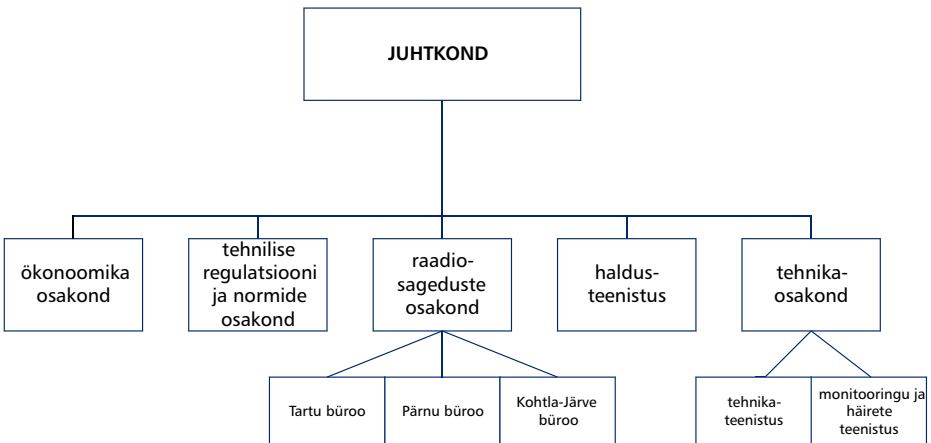 JUHTKOND
ökonoomika
osakond
tehnilise
regulatsiooni
ja normide
osakond
raadio-
sageduste
osakond
haldus-
teenistus
tehnika-
osakond
Tartu büroo
Pärnu büroo
Kohtla-Järve
büroo
tehnika-
teenistus
monitooringu ja
häirete
teenistus